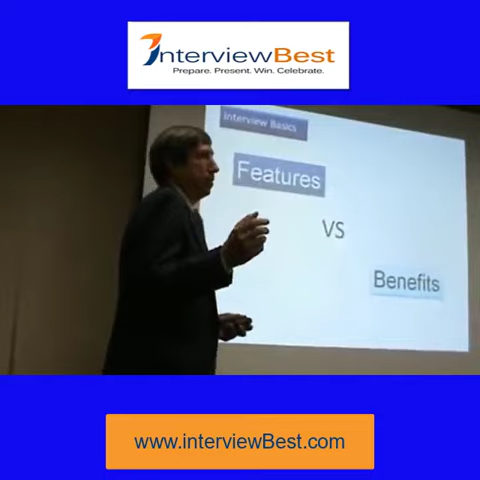 InterviewBest
Prepare. Present. Win. Celebrate.
Interview Basics
Features
VS
Benefits
www.interviewBest.com